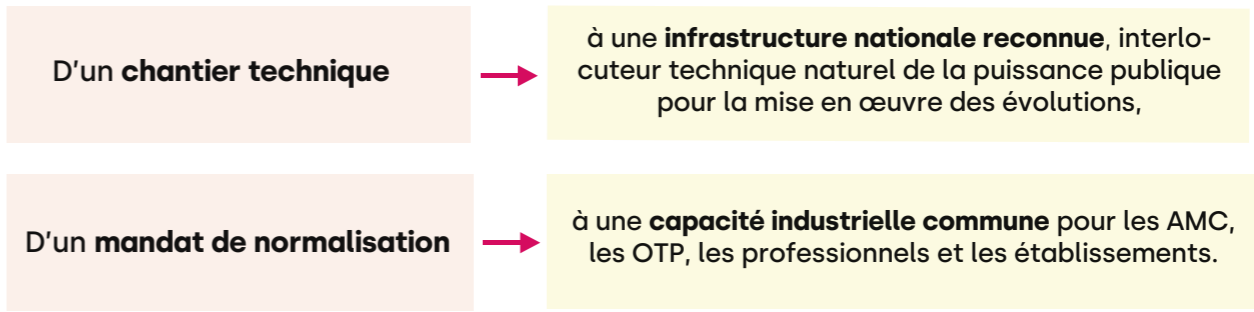 D'un chantier technique
à une infrastructure nationale reconnue, interlo-
cuteur technique naturel de la puissance publique
pour la mise en œuvre des évolutions,
D'un mandat de normalisation
à une capacité industrielle commune pour les AMC,
les OTP, les professionnels et les établissements.